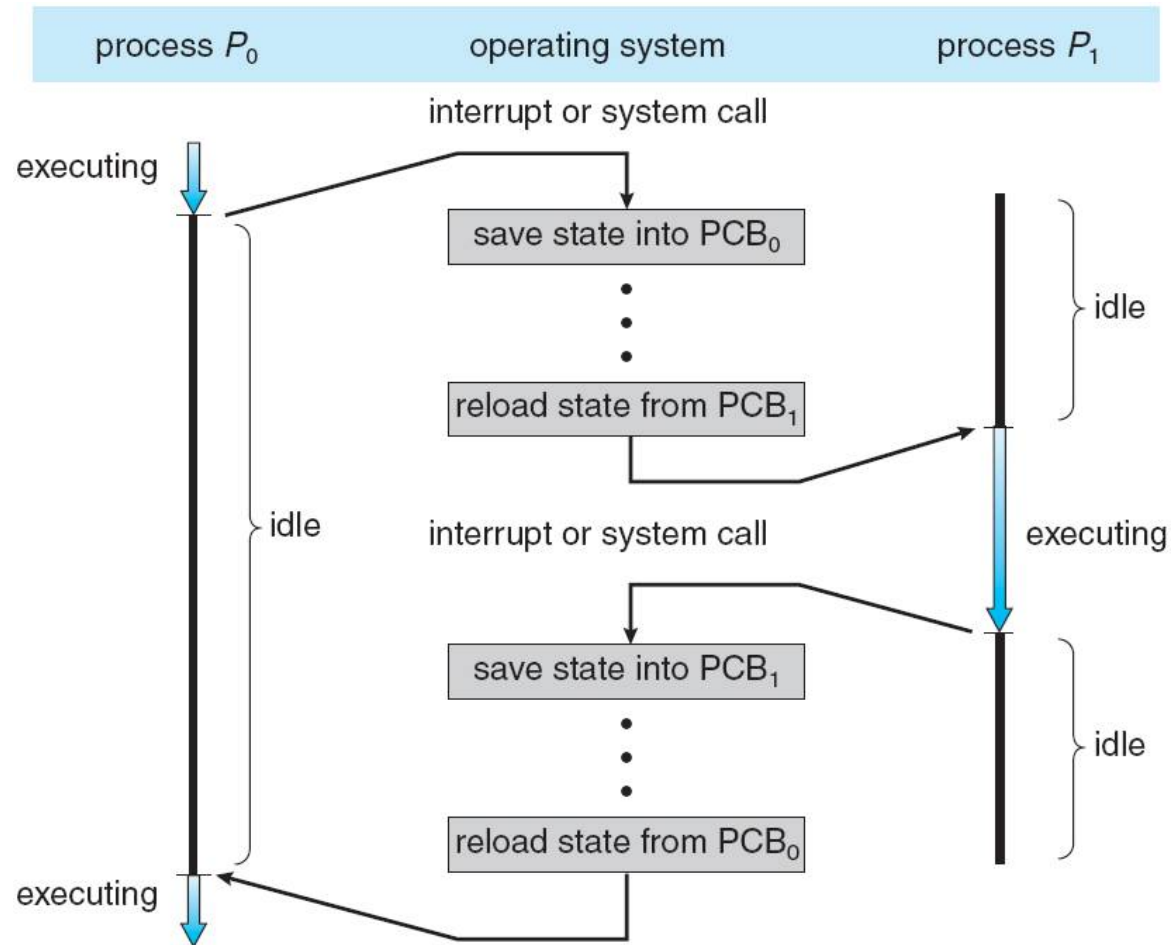 process P₀ operating system process P₁
interrupt or system call
executing
save state into PCB₀
idle
reload state from PCB₁
idle
interrupt or system call
executing
save state into PCB₁
idle
reload state from PCB₀
executing